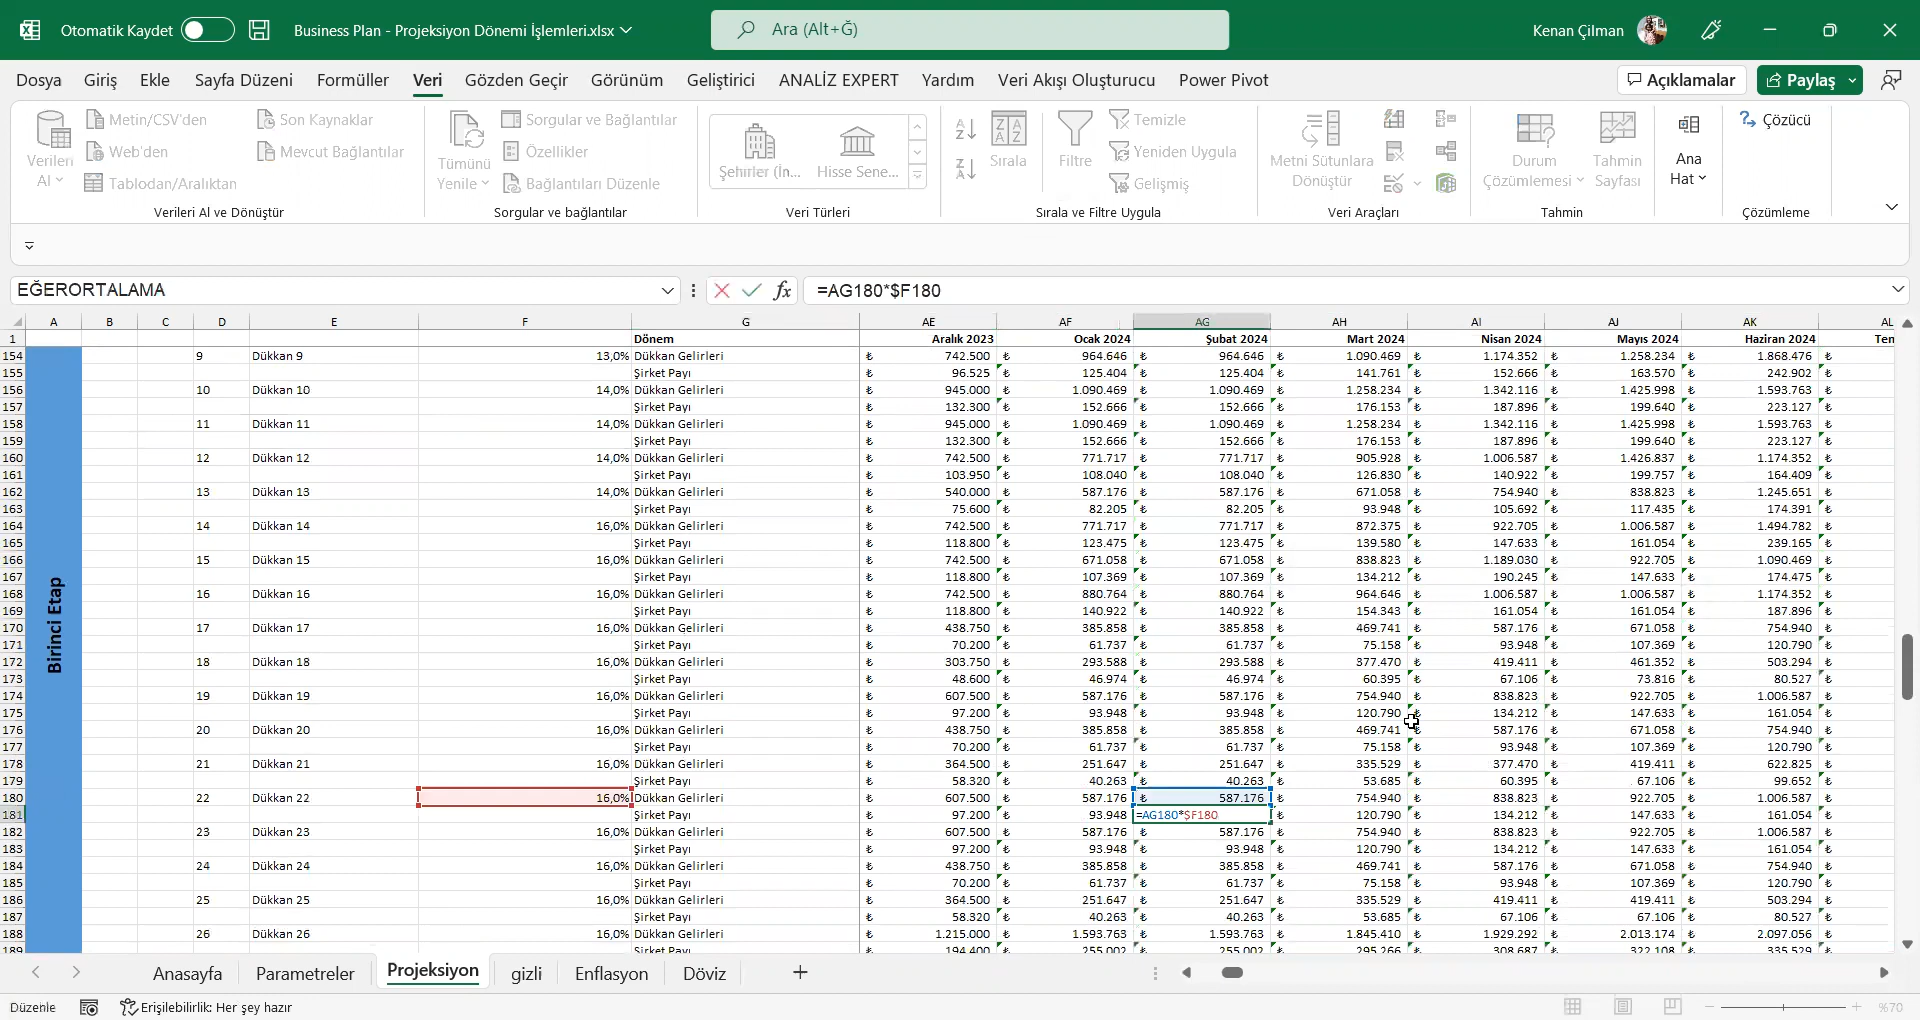 Otomatik Kaydet Business Plan - Projeksiyon Dönemi İşlemleri.xlsx Ara (Alt+Ğ) Kenan Çilman
Dosya Giriş Ekle Sayfa Düzeni Formüller Veri Gözden Geçir Görünüm Geliştirici ANALİZ EXPERT Yardım Veri Akışı Oluşturucu Power Pivot Açıklamalar Paylaş
Verileri Al
Metin/CSV'den
Web'den
Tablodan/Aralıktan
Son Kaynaklar
Mevcut Bağlantılar
Verileri Al ve Dönüştür
Tümünü Yenile
Sorgular ve Bağlantılar
Özellikler
Bağlantıları Düzenle
Sorgular ve bağlantılar
Şehirler (İn... Hisse Sene...
Veri Türleri
Sırala
Filtre
Temizle
Yeniden Uygula
Gelişmiş
Sırala ve Filtre Uygula
Metni Sütunlara Dönüştür
Veri Araçları
Durum Çözümlemesi
Tahmin Sayfası
Tahmin
Ana Hat
Çözücü
Çözümleme
EĞERORTALAMA fx =AG180*$F180
A B C D E F G AE AF AG AH AI AJ AK AL
1 Dönem Aralık 2023 Ocak 2024 Şubat 2024 Mart 2024 Nisan 2024 Mayıs 2024 Haziran 2024 Ten
154 9 Dükkan 9 13,0% Dükkan Gelirleri ₺ 742.500 ₺ 964.646 ₺ 964.646 ₺ 1.090.469 ₺ 1.174.352 ₺ 1.258.234 ₺ 1.868.476 ₺
155 Şirket Payı ₺ 96.525 ₺ 125.404 ₺ 125.404 ₺ 141.761 ₺ 152.666 ₺ 163.570 ₺ 242.902 ₺
156 10 Dükkan 10 14,0% Dükkan Gelirleri ₺ 945.000 ₺ 1.090.469 ₺ 1.090.469 ₺ 1.258.234 ₺ 1.342.116 ₺ 1.425.998 ₺ 1.593.763 ₺
157 Şirket Payı ₺ 132.300 ₺ 152.666 ₺ 152.666 ₺ 176.153 ₺ 187.896 ₺ 199.640 ₺ 223.127 ₺
158 11 Dükkan 11 14,0% Dükkan Gelirleri ₺ 945.000 ₺ 1.090.469 ₺ 1.090.469 ₺ 1.258.234 ₺ 1.342.116 ₺ 1.425.998 ₺ 1.593.763 ₺
159 Şirket Payı ₺ 132.300 ₺ 152.666 ₺ 152.666 ₺ 176.153 ₺ 187.896 ₺ 199.640 ₺ 223.127 ₺
160 12 Dükkan 12 14,0% Dükkan Gelirleri ₺ 742.500 ₺ 771.717 ₺ 771.717 ₺ 905.928 ₺ 1.006.587 ₺ 1.426.837 ₺ 1.174.352 ₺
161 Şirket Payı ₺ 103.950 ₺ 108.040 ₺ 108.040 ₺ 126.830 ₺ 140.922 ₺ 199.757 ₺ 164.409 ₺
162 13 Dükkan 13 14,0% Dükkan Gelirleri ₺ 540.000 ₺ 587.176 ₺ 587.176 ₺ 671.058 ₺ 754.940 ₺ 838.823 ₺ 1.245.651 ₺
163 Şirket Payı ₺ 75.600 ₺ 82.205 ₺ 82.205 ₺ 93.948 ₺ 105.692 ₺ 117.435 ₺ 174.391 ₺
164 14 Dükkan 14 16,0% Dükkan Gelirleri ₺ 742.500 ₺ 771.717 ₺ 771.717 ₺ 872.375 ₺ 922.705 ₺ 1.006.587 ₺ 1.494.782 ₺
165 Şirket Payı ₺ 118.800 ₺ 123.475 ₺ 123.475 ₺ 139.580 ₺ 147.633 ₺ 161.054 ₺ 239.165 ₺
166 15 Dükkan 15 16,0% Dükkan Gelirleri ₺ 742.500 ₺ 671.058 ₺ 671.058 ₺ 838.823 ₺ 1.189.030 ₺ 922.705 ₺ 1.090.469 ₺
167 Şirket Payı ₺ 118.800 ₺ 107.369 ₺ 107.369 ₺ 134.212 ₺ 190.245 ₺ 147.633 ₺ 174.475 ₺
168 16 Dükkan 16 16,0% Dükkan Gelirleri ₺ 742.500 ₺ 880.764 ₺ 880.764 ₺ 964.646 ₺ 1.006.587 ₺ 1.006.587 ₺ 1.174.352 ₺
169 Şirket Payı ₺ 118.800 ₺ 140.922 ₺ 140.922 ₺ 154.343 ₺ 161.054 ₺ 161.054 ₺ 187.896 ₺
170 17 Dükkan 17 16,0% Dükkan Gelirleri ₺ 438.750 ₺ 385.858 ₺ 385.858 ₺ 469.741 ₺ 587.176 ₺ 671.058 ₺ 754.940 ₺
171 Şirket Payı ₺ 70.200 ₺ 61.737 ₺ 61.737 ₺ 75.158 ₺ 93.948 ₺ 107.369 ₺ 120.790 ₺
172 18 Dükkan 18 16,0% Dükkan Gelirleri ₺ 303.750 ₺ 293.588 ₺ 293.588 ₺ 377.470 ₺ 419.411 ₺ 461.352 ₺ 503.294 ₺
173 Şirket Payı ₺ 48.600 ₺ 46.974 ₺ 46.974 ₺ 60.395 ₺ 67.106 ₺ 73.816 ₺ 80.527 ₺
174 19 Dükkan 19 16,0% Dükkan Gelirleri ₺ 607.500 ₺ 587.176 ₺ 587.176 ₺ 754.940 ₺ 838.823 ₺ 922.705 ₺ 1.006.587 ₺
175 Şirket Payı ₺ 97.200 ₺ 93.948 ₺ 93.948 ₺ 120.790 ₺ 134.212 ₺ 147.633 ₺ 161.054 ₺
176 20 Dükkan 20 16,0% Dükkan Gelirleri ₺ 438.750 ₺ 385.858 ₺ 385.858 ₺ 469.741 ₺ 587.176 ₺ 671.058 ₺ 754.940 ₺
177 Şirket Payı ₺ 70.200 ₺ 61.737 ₺ 61.737 ₺ 75.158 ₺ 93.948 ₺ 107.369 ₺ 120.790 ₺
178 21 Dükkan 21 16,0% Dükkan Gelirleri ₺ 364.500 ₺ 251.647 ₺ 251.647 ₺ 335.529 ₺ 377.470 ₺ 419.411 ₺ 622.825 ₺
179 Şirket Payı ₺ 58.320 ₺ 40.263 ₺ 40.263 ₺ 53.685 ₺ 60.395 ₺ 67.106 ₺ 99.652 ₺
180 22 Dükkan 22 16,0% Dükkan Gelirleri ₺ 607.500 ₺ 587.176 ₺ 587.176 ₺ 754.940 ₺ 838.823 ₺ 922.705 ₺ 1.006.587 ₺
181 Şirket Payı ₺ 97.200 ₺ 93.948 =AG180*$F180 ₺ 120.790 ₺ 134.212 ₺ 147.633 ₺ 161.054 ₺
182 23 Dükkan 23 16,0% Dükkan Gelirleri ₺ 607.500 ₺ 587.176 ₺ 587.176 ₺ 754.940 ₺ 838.823 ₺ 922.705 ₺ 1.006.587 ₺
183 Şirket Payı ₺ 97.200 ₺ 93.948 ₺ 93.948 ₺ 120.790 ₺ 134.212 ₺ 147.633 ₺ 161.054 ₺
184 24 Dükkan 24 16,0% Dükkan Gelirleri ₺ 438.750 ₺ 385.858 ₺ 385.858 ₺ 469.741 ₺ 587.176 ₺ 671.058 ₺ 754.940 ₺
185 Şirket Payı ₺ 70.200 ₺ 61.737 ₺ 61.737 ₺ 75.158 ₺ 93.948 ₺ 107.369 ₺ 120.790 ₺
186 25 Dükkan 25 16,0% Dükkan Gelirleri ₺ 364.500 ₺ 251.647 ₺ 251.647 ₺ 335.529 ₺ 419.411 ₺ 419.411 ₺ 503.294 ₺
187 Şirket Payı ₺ 58.320 ₺ 40.263 ₺ 40.263 ₺ 53.685 ₺ 67.106 ₺ 67.106 ₺ 80.527 ₺
188 26 Dükkan 26 16,0% Dükkan Gelirleri ₺ 1.215.000 ₺ 1.593.763 ₺ 1.593.763 ₺ 1.845.410 ₺ 1.929.292 ₺ 2.013.174 ₺ 2.097.056 ₺
189 Şirket Payı ₺ 194.400 ₺ 255.002 ₺ 255.002 ₺ 295.266 ₺ 308.687 ₺ 322.108 ₺ 335.529 ₺
Birinci Etap
Anasayfa Parametreler Projeksiyon gizli Enflasyon Döviz
Düzenle Erişilebilirlik: Her şey hazır %70